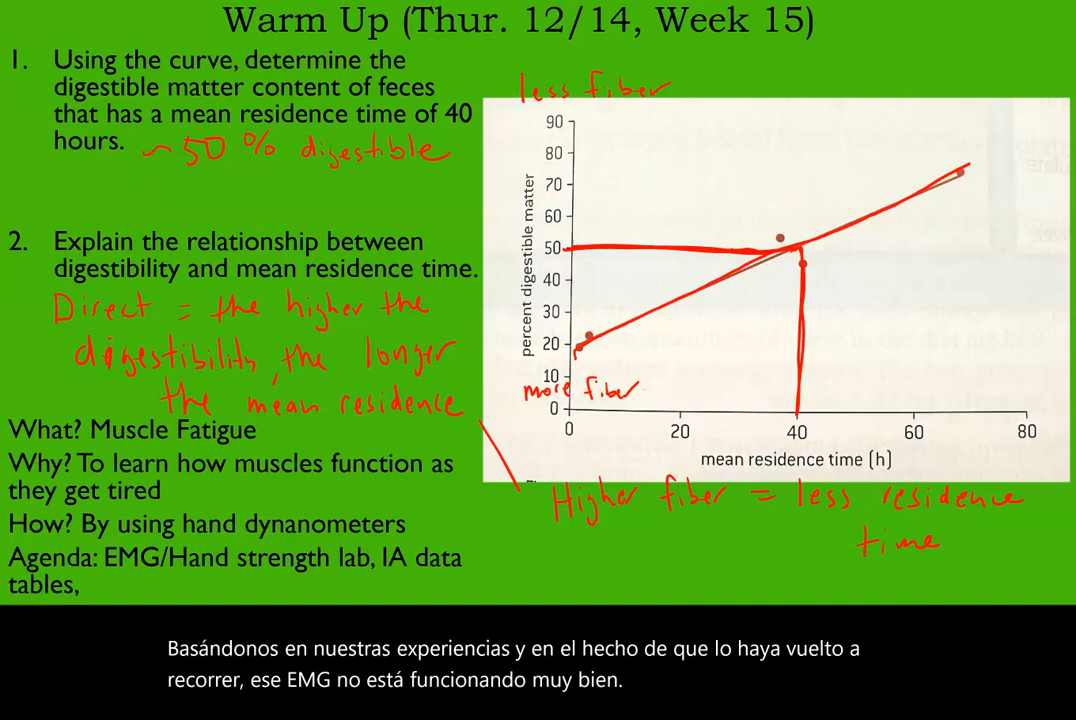 Warm Up (Thur. 12/14, Week 15)
1. Using the curve, determine the
digestible matter content of feces
that has a mean residence time of 40
hours.
~ 50 % digestible
2. Explain the relationship between
digestibility and mean residence time.
Direct = the higher the
digestibility, the longer
the mean residence
What? Muscle Fatigue
Why? To learn how muscles function as
they get tired
How? By using hand dynanometers
Agenda: EMG/Hand strength lab, IA data
tables,
less fiber
percent digestible matter
90
80
70
60
50
40
30
20
10
0
more fiber
0 20 40 60 80
mean residence time (h)
Higher fiber = less residence
time
Basándonos en nuestras experiencias y en el hecho de que lo haya vuelto a
recorrer, ese EMG no está funcionando muy bien.